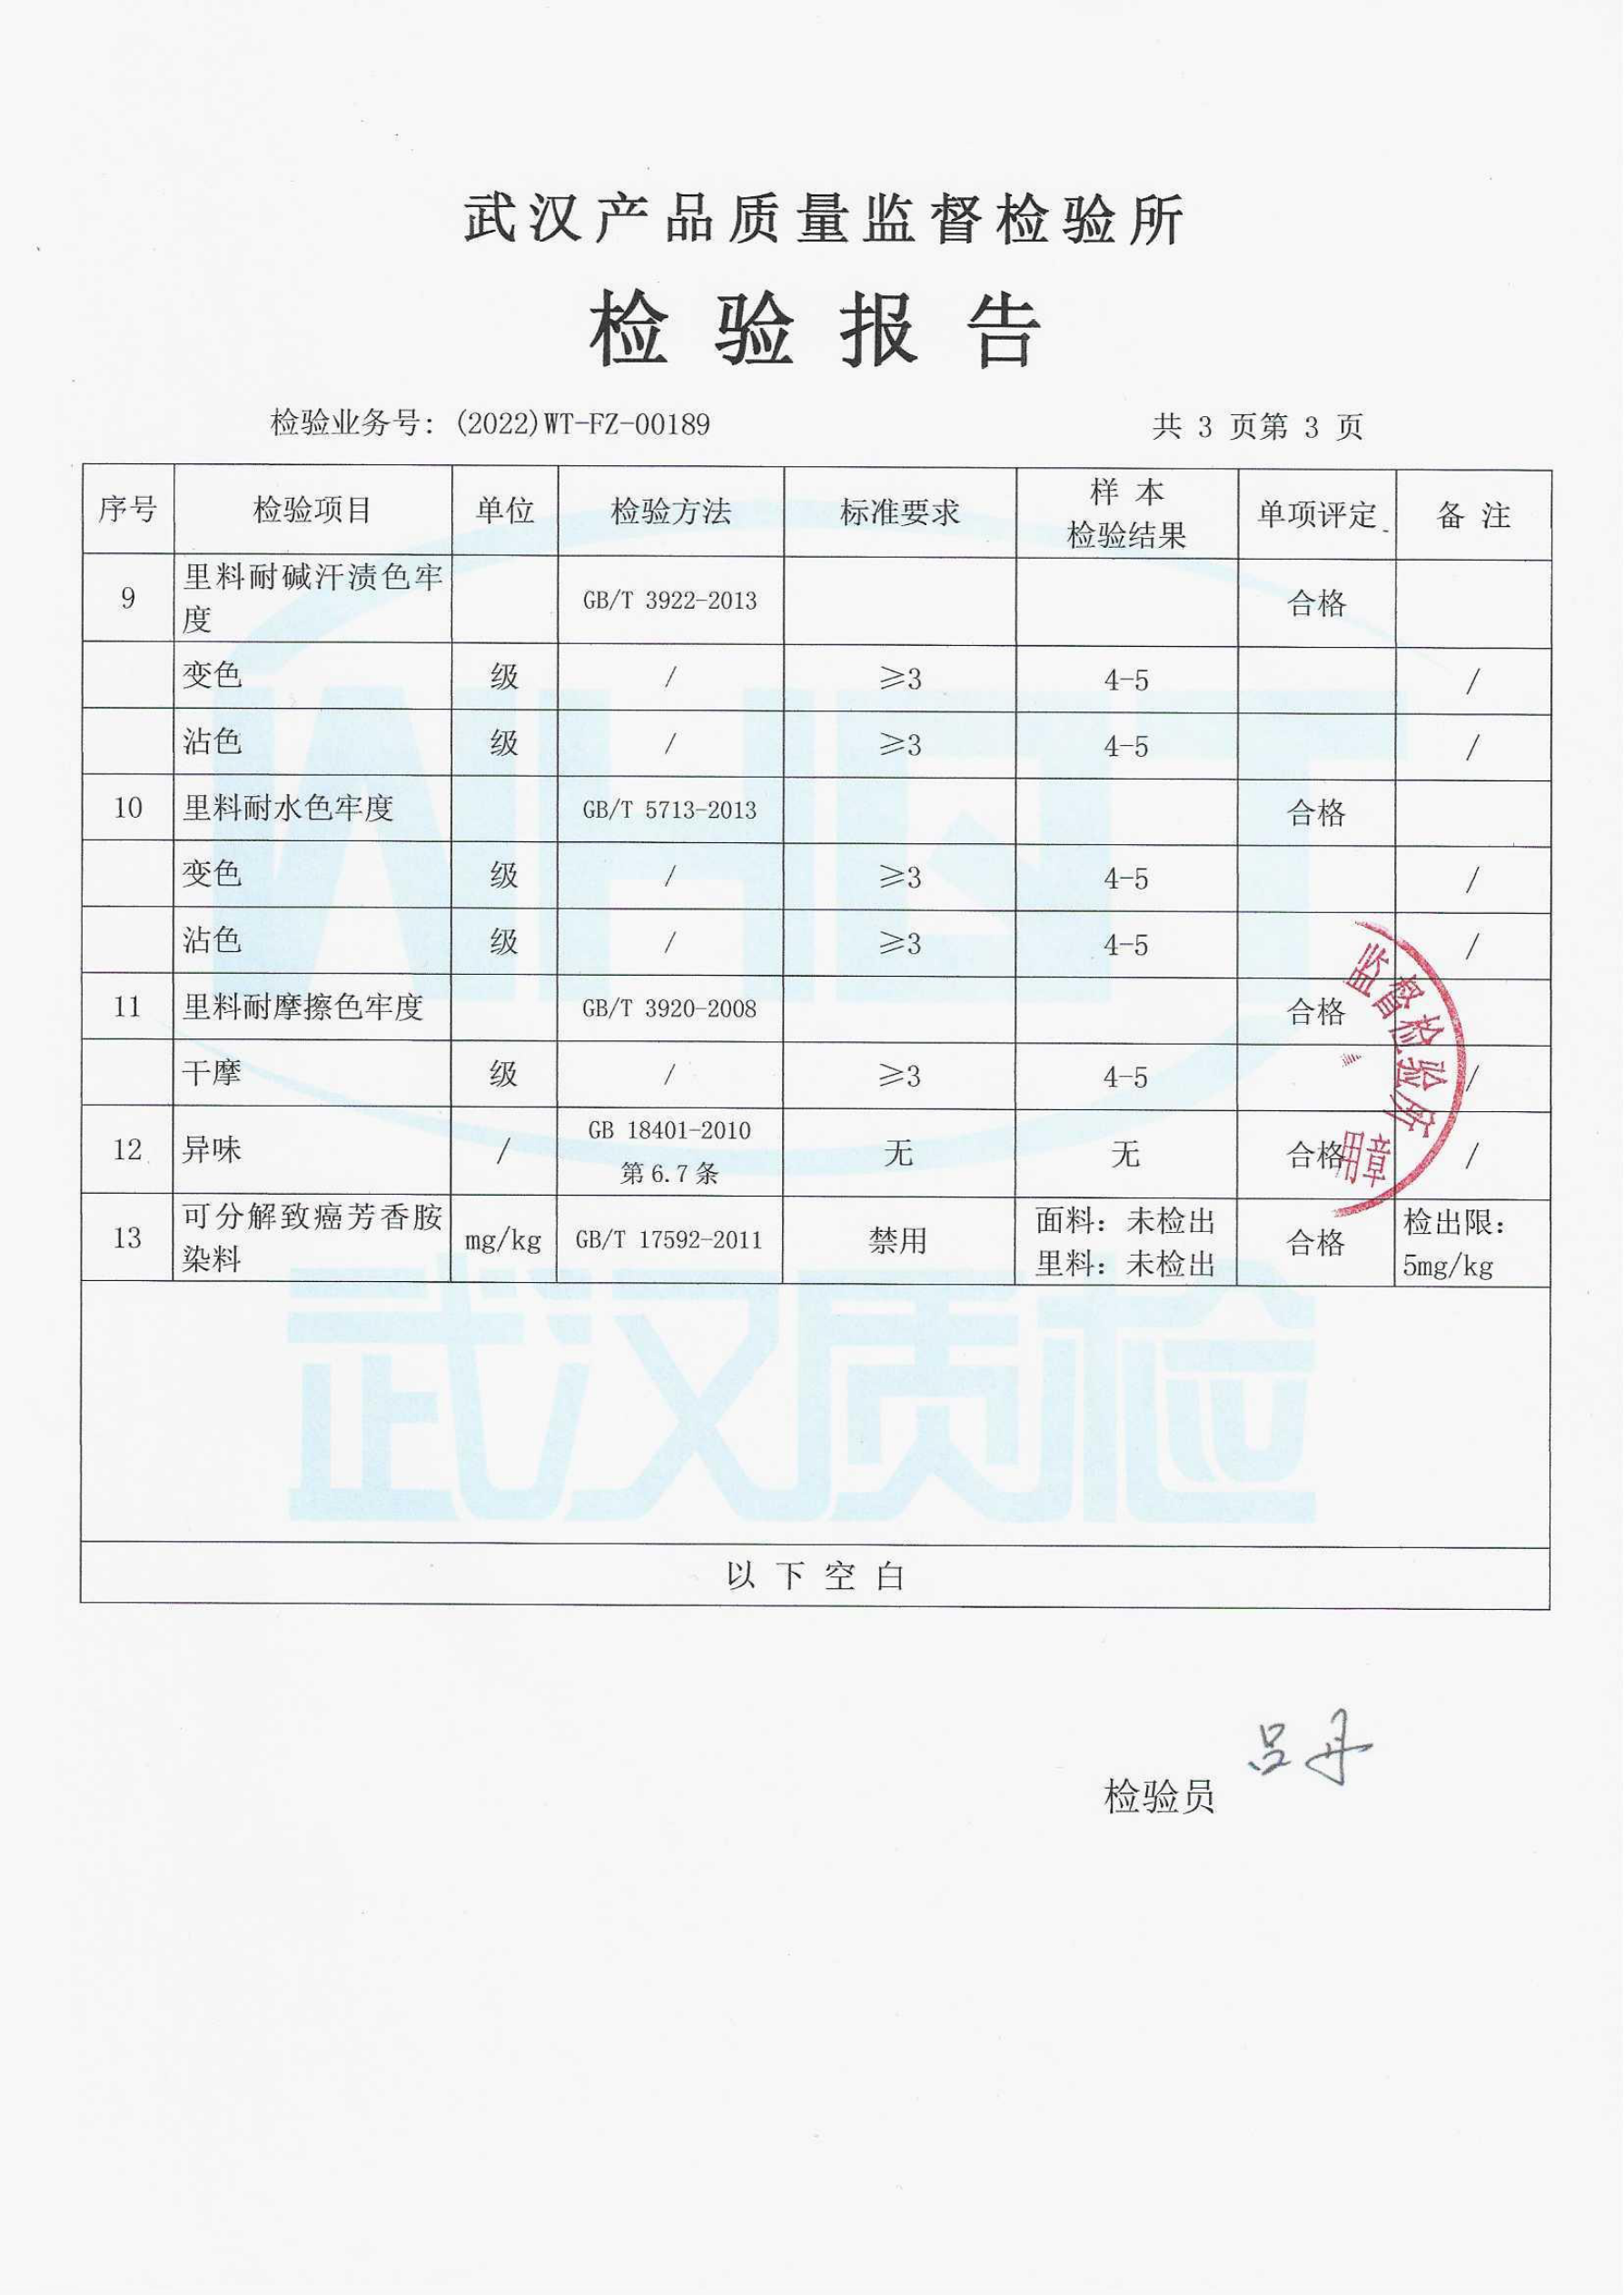 武汉产品质量监督检验所
检验报告
检验业务号：(2022)WT-FZ-00189 共 3 页第 3 页
序号 检验项目 单位 检验方法 标准要求 样 本 检验结果 单项评定 备 注
9 里料耐碱汗渍色牢度 GB/T 3922-2013 合格
变色 级 / ≥3 4-5 /
沾色 级 / ≥3 4-5 /
10 里料耐水色牢度 GB/T 5713-2013 合格
变色 级 / ≥3 4-5 /
沾色 级 / ≥3 4-5 /
11 里料耐摩擦色牢度 GB/T 3920-2008 合格
干摩 级 / ≥3 4-5 /
12 异味 / GB 18401-2010 第 6.7 条 无 无 合格 /
13 可分解致癌芳香胺染料 mg/kg GB/T 17592-2011 禁用 面料：未检出 里料：未检出 合格 检出限：5mg/kg
以下空白
监督检验所
用章
WHQT
武汉质检
检验员 吕丹